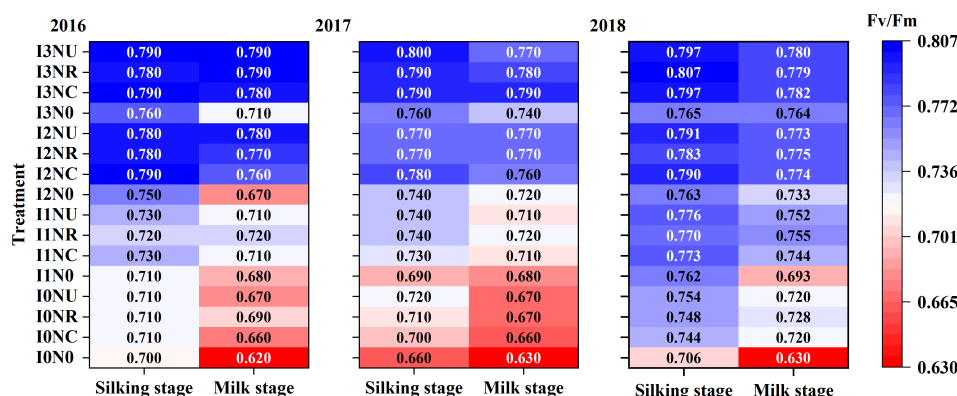 2016 2017 2018 Fv/Fm
I3NU 0.790 0.790 0.800 0.770 0.797 0.780 0.807
I3NR 0.780 0.790 0.790 0.780 0.807 0.779
I3NC 0.790 0.780 0.790 0.790 0.797 0.782
I3N0 0.760 0.710 0.760 0.740 0.765 0.764 0.772
I2NU 0.780 0.780 0.770 0.770 0.791 0.773
I2NR 0.780 0.770 0.770 0.770 0.783 0.775
I2NC 0.790 0.760 0.780 0.760 0.790 0.774 0.736
I2N0 0.750 0.670 0.740 0.720 0.763 0.733
I1NU 0.730 0.710 0.740 0.710 0.776 0.752
I1NR 0.720 0.720 0.740 0.720 0.770 0.755 0.701
I1NC 0.730 0.710 0.730 0.710 0.773 0.744
I1N0 0.710 0.680 0.690 0.680 0.762 0.693
I0NU 0.710 0.670 0.720 0.670 0.754 0.720 0.665
I0NR 0.710 0.690 0.710 0.670 0.748 0.728
I0NC 0.710 0.660 0.700 0.660 0.744 0.720
I0N0 0.700 0.620 0.660 0.630 0.706 0.630 0.630
Silking stage Milk stage Silking stage Milk stage Silking stage Milk stage
Treatment